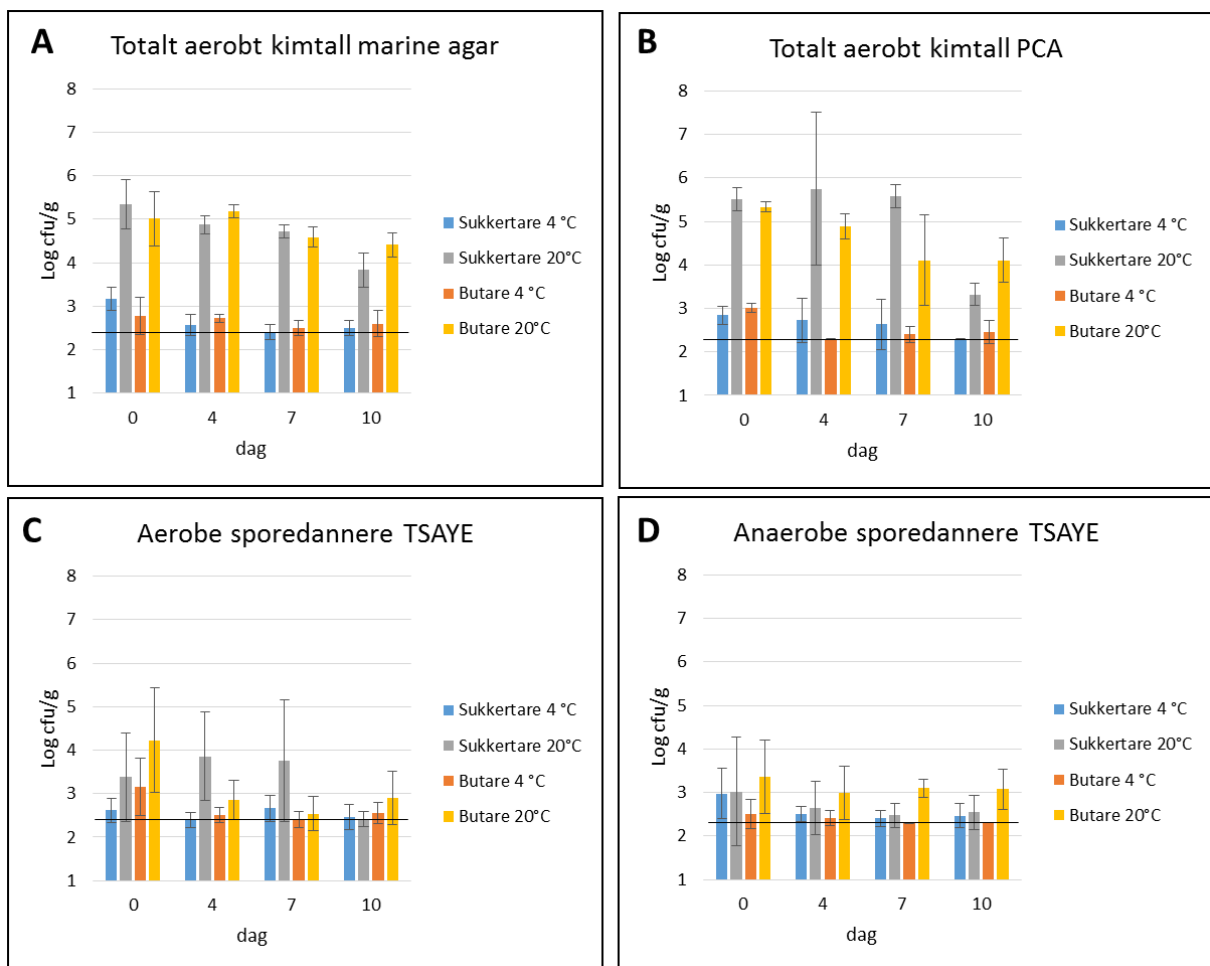 A
Totalt aerobt kimtall marine agar
8
7
6
5
4
3
2
1
Log cfu/g
0 4 7 10
dag
Sukkertare 4 °C
Sukkertare 20°C
Butare 4 °C
Butare 20°C
B
Totalt aerobt kimtall PCA
8
7
6
5
4
3
2
1
Log cfu/g
0 4 7 10
dag
Sukkertare 4 °C
Sukkertare 20°C
Butare 4 °C
Butare 20°C
C
Aerobe sporedannere TSAYE
8
7
6
5
4
3
2
1
Log cfu/g
0 4 7 10
dag
Sukkertare 4 °C
Sukkertare 20°C
Butare 4 °C
Butare 20°C
D
Anaerobe sporedannere TSAYE
8
7
6
5
4
3
2
1
Log cfu/g
0 4 7 10
dag
Sukkertare 4 °C
Sukkertare 20°C
Butare 4 °C
Butare 20°C